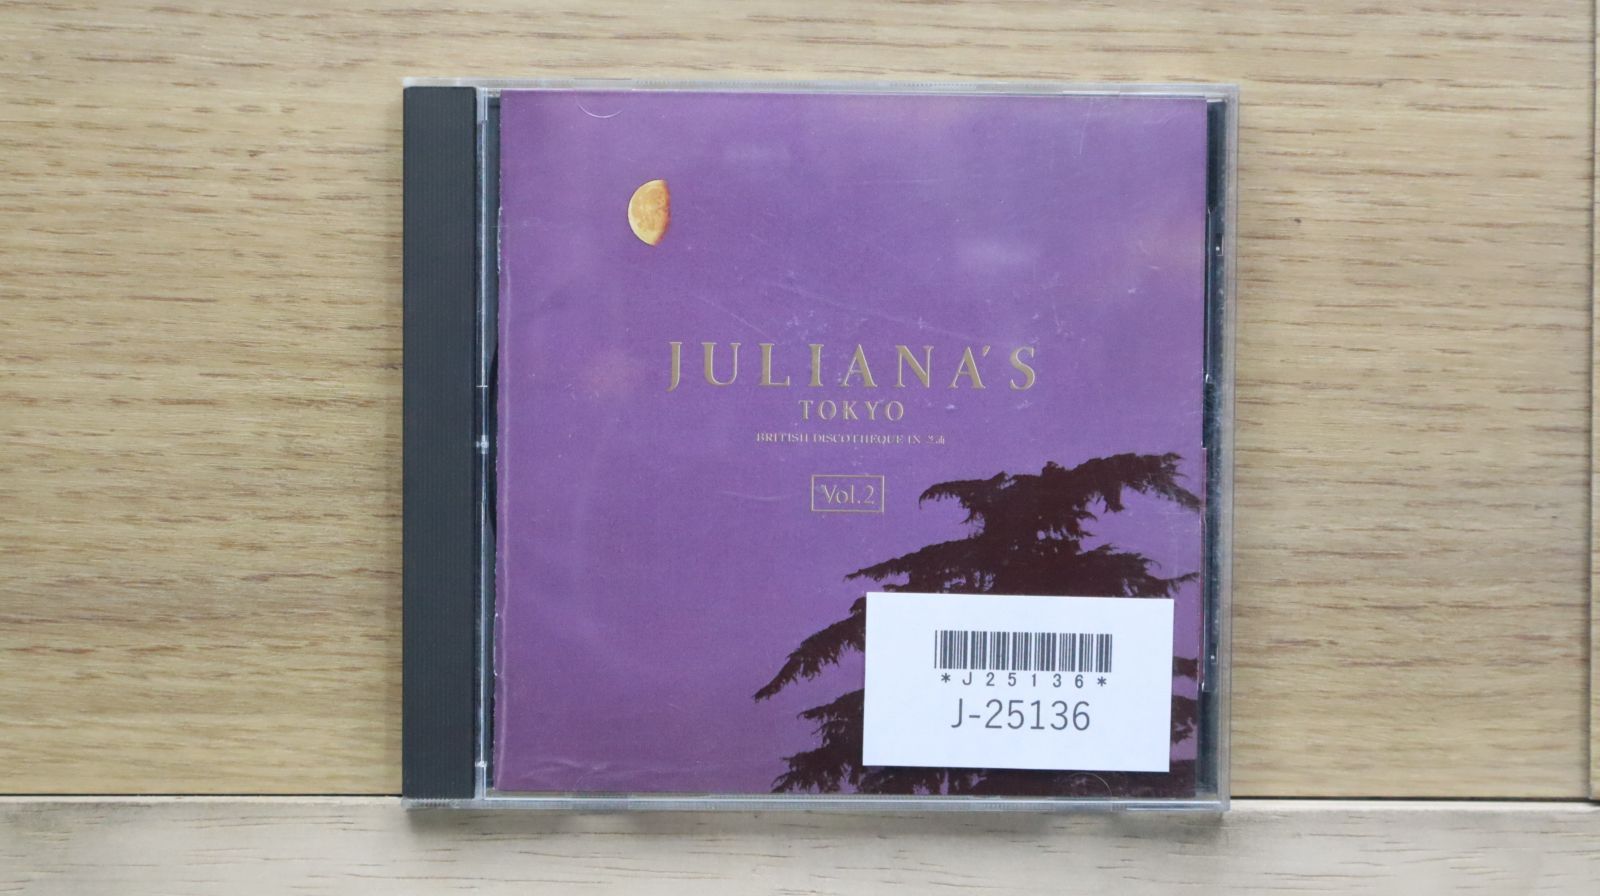 JULIANA'S
TOKYO
BRITISH DISCOTHEQUE IN
Vol.2
*J25136*
J-25136